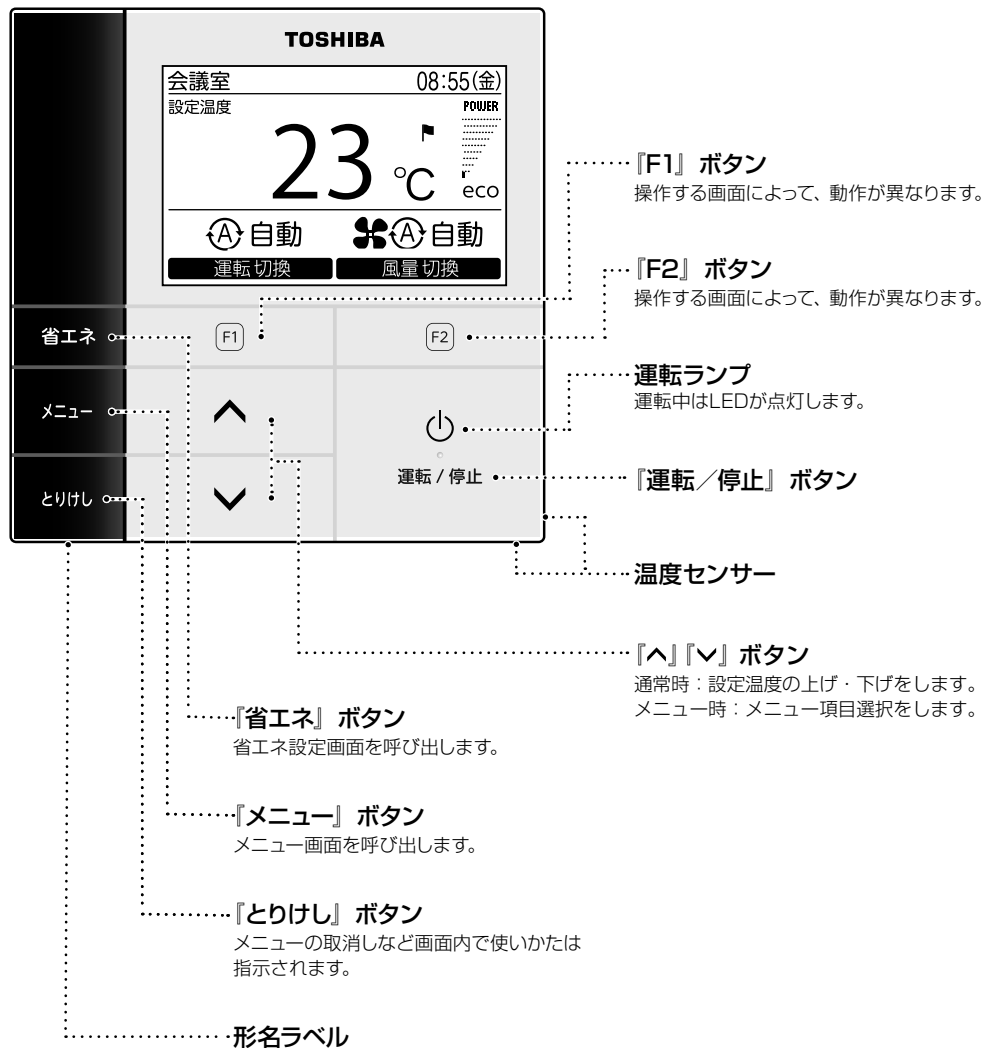 TOSHIBA
会議室 08:55(金)
設定温度 POWER
23 ℃ eco
A 自動 A 自動
運転切換 風量切換
省エネ F1 F2
メニュー
運転 / 停止
とりけし
『F1』ボタン
操作する画面によって、動作が異なります。
『F2』ボタン
操作する画面によって、動作が異なります。
運転ランプ
運転中はLEDが点灯します。
『運転／停止』ボタン
温度センサー
『∧』『∨』ボタン
通常時：設定温度の上げ・下げをします。
メニュー時：メニュー項目選択をします。
『省エネ』ボタン
省エネ設定画面を呼び出します。
『メニュー』ボタン
メニュー画面を呼び出します。
『とりけし』ボタン
メニューの取消しなど画面内で使いかたは
指示されます。
形名ラベル